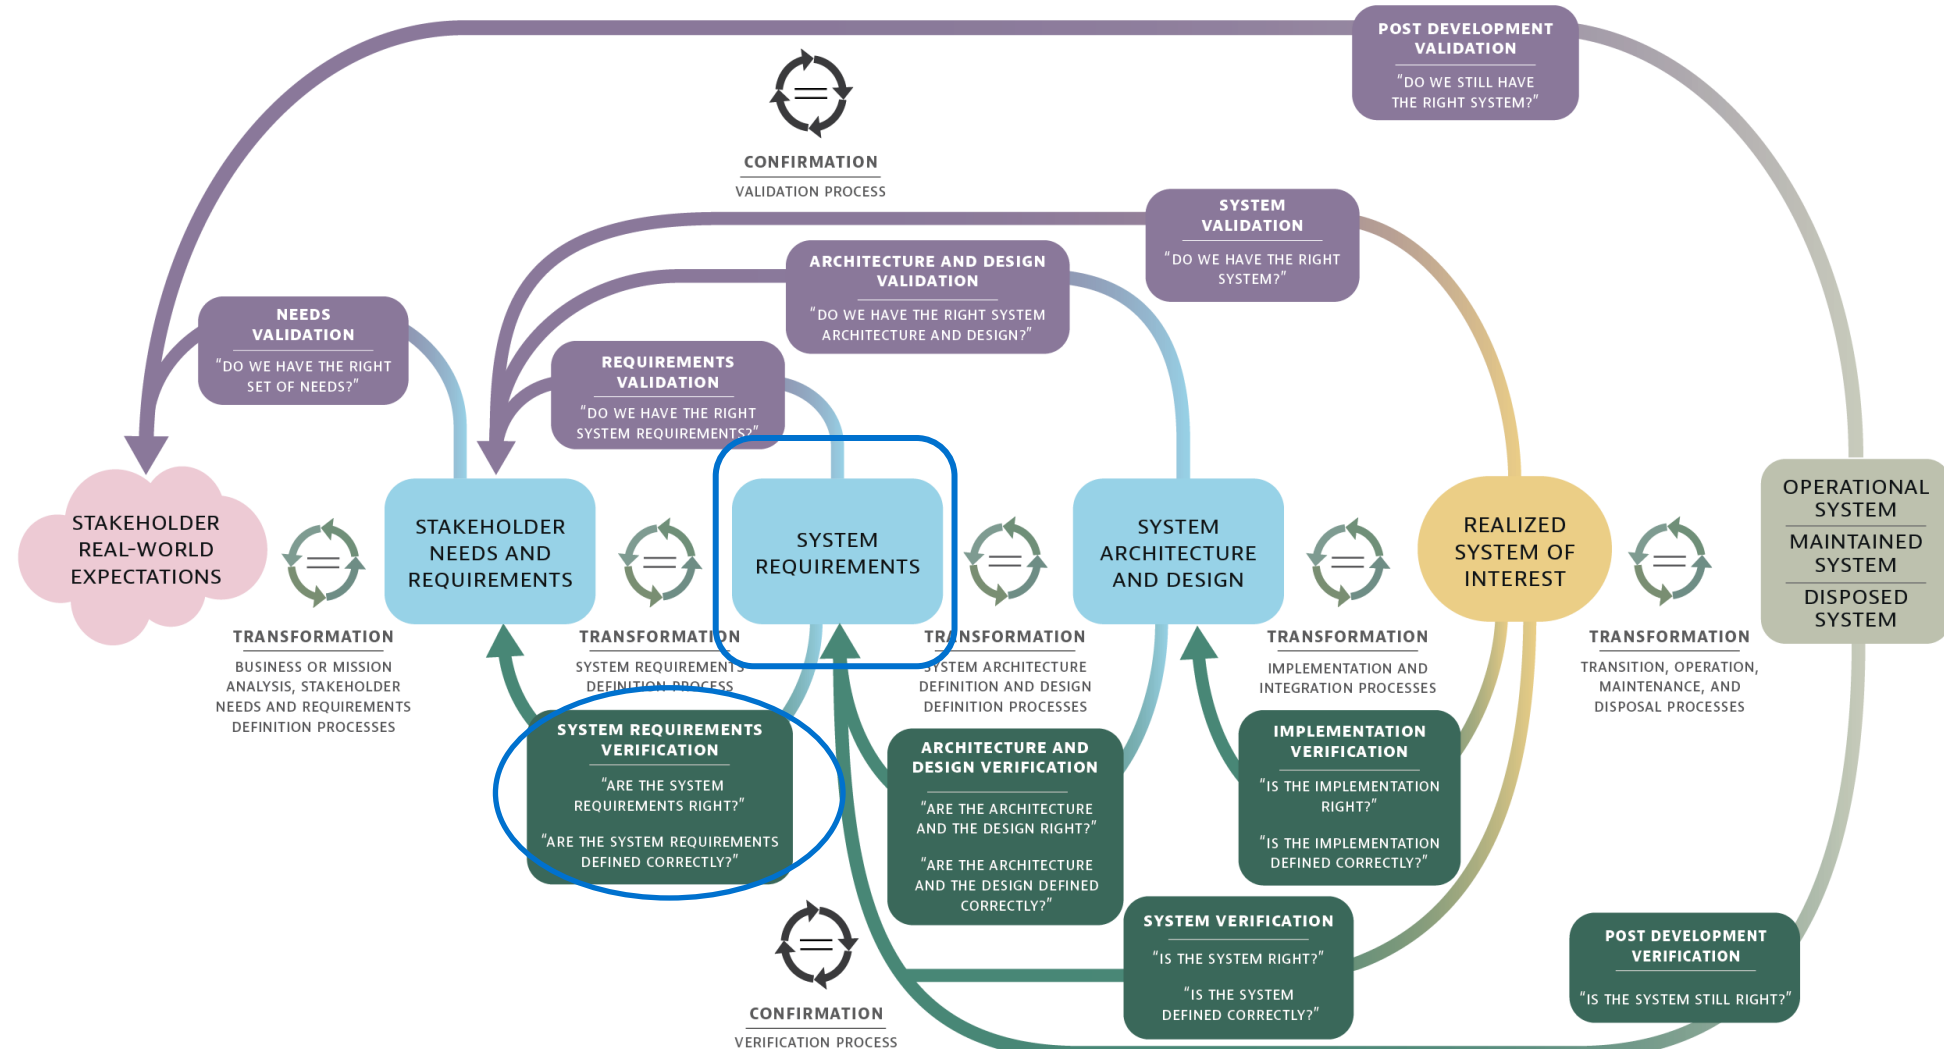 POST DEVELOPMENT
VALIDATION
"DO WE STILL HAVE
THE RIGHT SYSTEM?"
CONFIRMATION
VALIDATION PROCESS
SYSTEM
VALIDATION
"DO WE HAVE THE RIGHT
SYSTEM?"
ARCHITECTURE AND DESIGN
VALIDATION
"DO WE HAVE THE RIGHT SYSTEM
ARCHITECTURE AND DESIGN?"
NEEDS
VALIDATION
"DO WE HAVE THE RIGHT
SET OF NEEDS?"
REQUIREMENTS
VALIDATION
"DO WE HAVE THE RIGHT
SYSTEM REQUIREMENTS?"
STAKEHOLDER
REAL-WORLD
EXPECTATIONS
STAKEHOLDER
NEEDS AND
REQUIREMENTS
SYSTEM
REQUIREMENTS
SYSTEM
ARCHITECTURE
AND DESIGN
REALIZED
SYSTEM OF
INTEREST
OPERATIONAL
SYSTEM
MAINTAINED
SYSTEM
DISPOSED
SYSTEM
TRANSFORMATION
BUSINESS OR MISSION
ANALYSIS, STAKEHOLDER
NEEDS AND REQUIREMENTS
DEFINITION PROCESSES
TRANSFORMATION
SYSTEM REQUIREMENTS
DEFINITION PROCESS
TRANSFORMATION
SYSTEM ARCHITECTURE
DEFINITION AND DESIGN
DEFINITION PROCESSES
TRANSFORMATION
IMPLEMENTATION AND
INTEGRATION PROCESSES
TRANSFORMATION
TRANSITION, OPERATION,
MAINTENANCE, AND
DISPOSAL PROCESSES
SYSTEM REQUIREMENTS
VERIFICATION
"ARE THE SYSTEM
REQUIREMENTS RIGHT?"
"ARE THE SYSTEM REQUIREMENTS
DEFINED CORRECTLY?"
ARCHITECTURE AND
DESIGN VERIFICATION
"ARE THE ARCHITECTURE
AND THE DESIGN RIGHT?"
"ARE THE ARCHITECTURE
AND THE DESIGN DEFINED
CORRECTLY?"
IMPLEMENTATION
VERIFICATION
"IS THE IMPLEMENTATION
RIGHT?"
"IS THE IMPLEMENTATION
DEFINED CORRECTLY?"
SYSTEM VERIFICATION
"IS THE SYSTEM RIGHT?"
"IS THE SYSTEM
DEFINED CORRECTLY?"
POST DEVELOPMENT
VERIFICATION
"IS THE SYSTEM STILL RIGHT?"
CONFIRMATION
VERIFICATION PROCESS